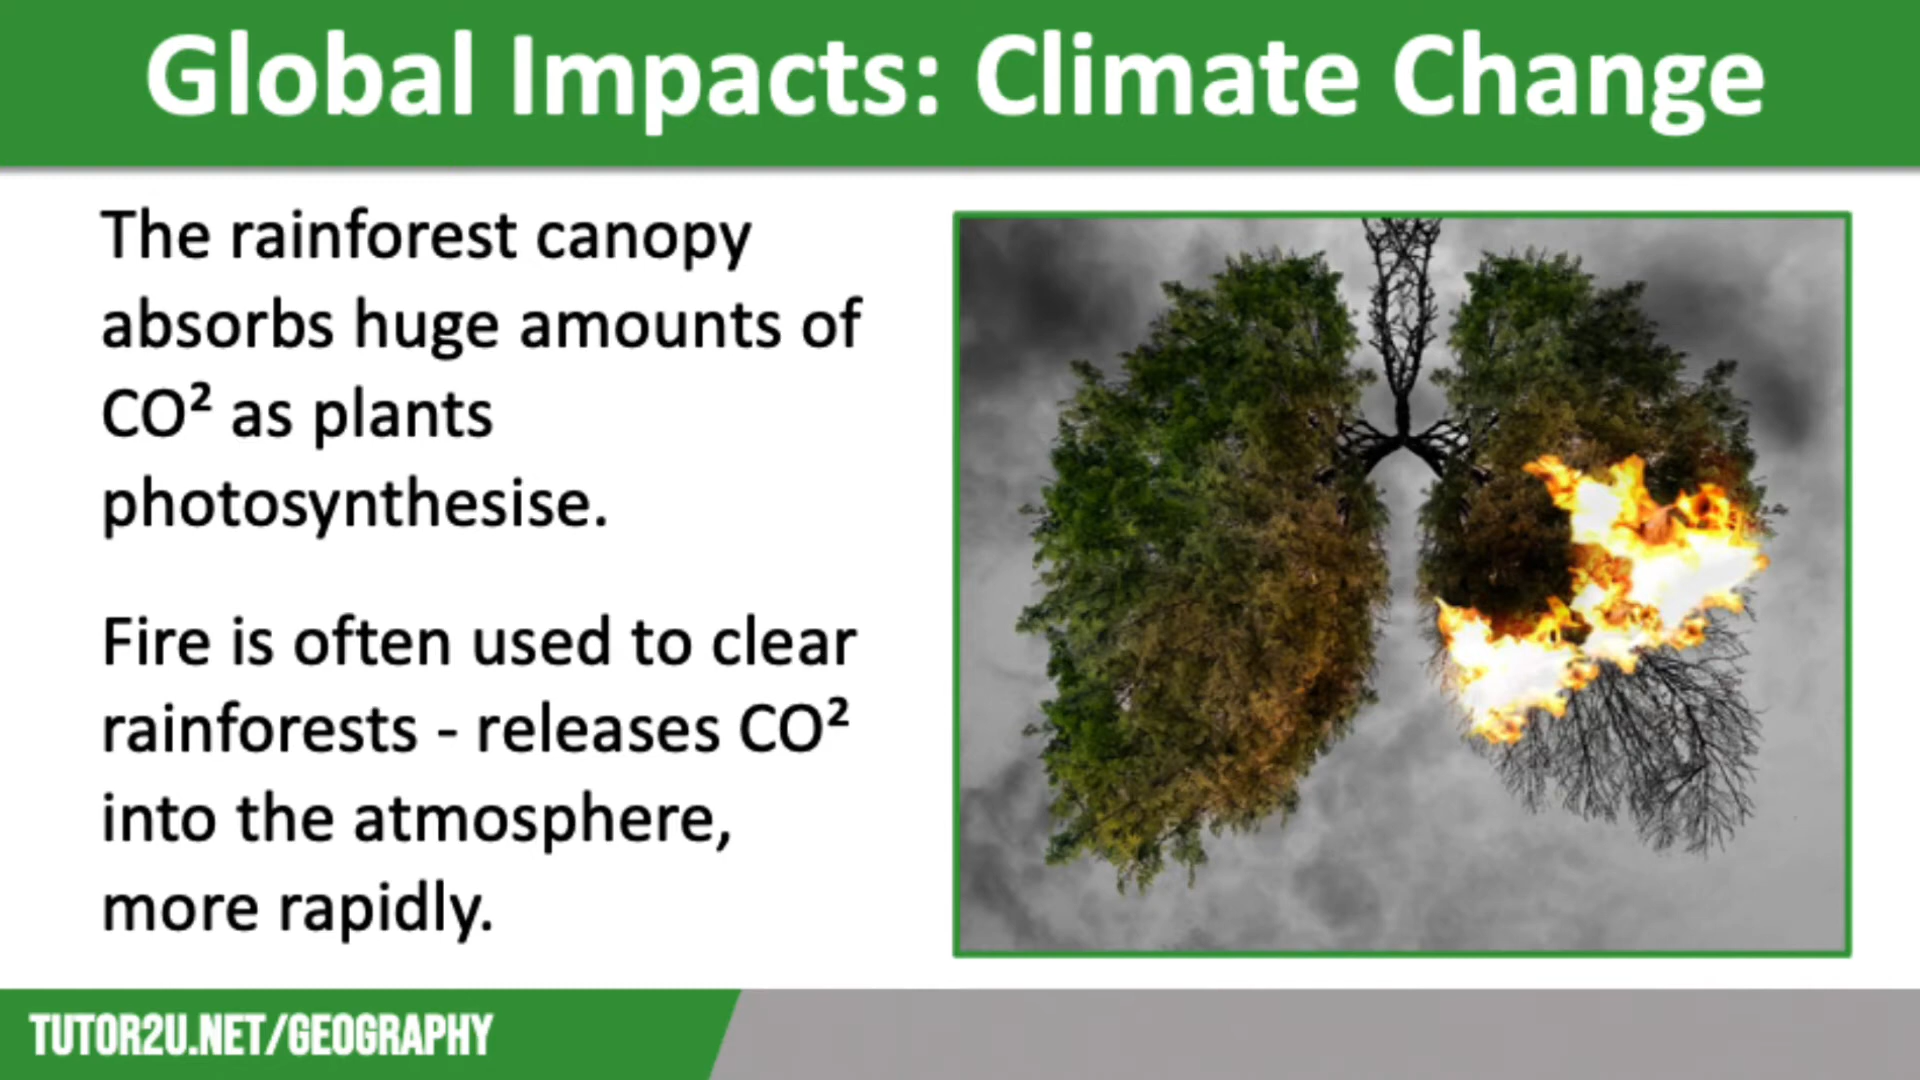 Global Impacts: Climate Change
The rainforest canopy
absorbs huge amounts of
CO² as plants
photosynthesise.
Fire is often used to clear
rainforests - releases CO²
into the atmosphere,
more rapidly.
TUTOR2U.NET/GEOGRAPHY